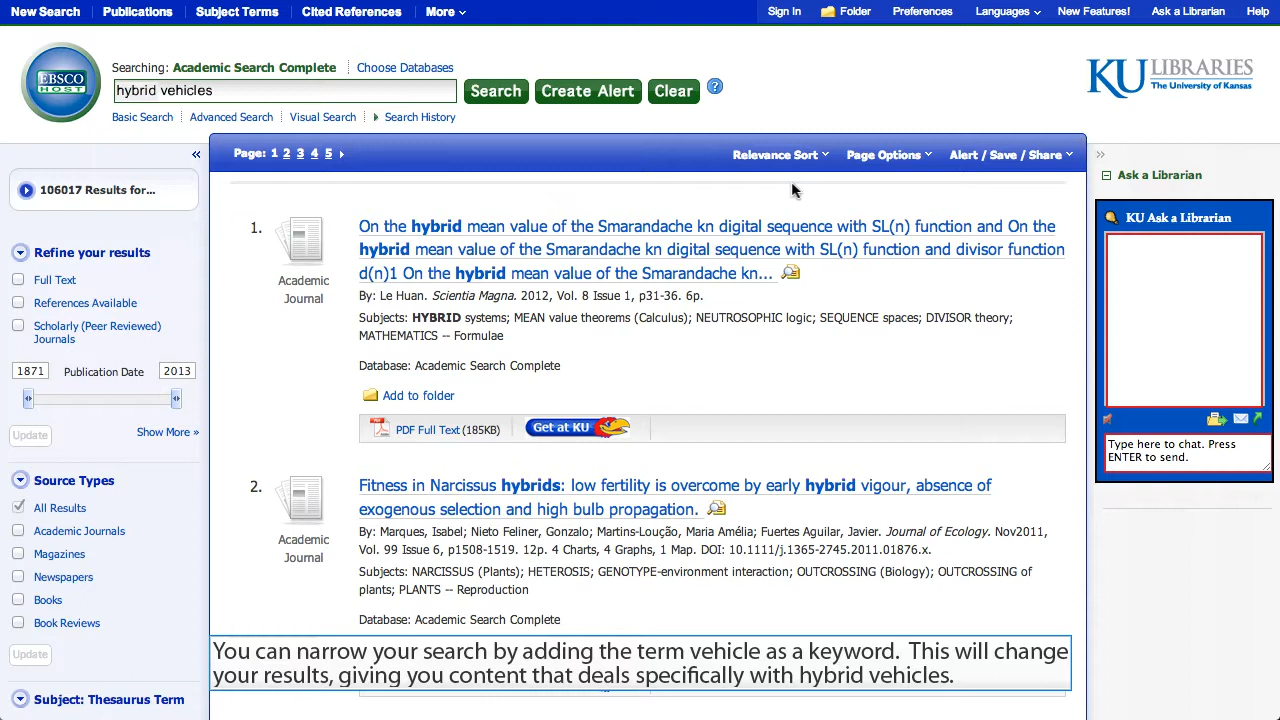 New Search Publications Subject Terms Cited References More Sign In Folder Preferences Languages New Features! Ask a Librarian Help
EBSCO
HOST
Searching: Academic Search Complete Choose Databases
hybrid vehicles
Search Create Alert Clear ?
Basic Search Advanced Search Visual Search Search History
KU LIBRARIES
The University of Kansas
«
106017 Results for...
Refine your results
Full Text
References Available
Scholarly (Peer Reviewed)
Journals
1871 Publication Date 2013
Update Show More »
Source Types
All Results
Academic Journals
Magazines
Newspapers
Books
Book Reviews
Update
Subject: Thesaurus Term
Page: 1 2 3 4 5 Relevance Sort Page Options Alert / Save / Share
1.
Academic
Journal
On the hybrid mean value of the Smarandache kn digital sequence with SL(n) function and On the
hybrid mean value of the Smarandache kn digital sequence with SL(n) function and divisor function
d(n)1 On the hybrid mean value of the Smarandache kn...
By: Le Huan. Scientia Magna. 2012, Vol. 8 Issue 1, p31-36. 6p.
Subjects: HYBRID systems; MEAN value theorems (Calculus); NEUTROSOPHIC logic; SEQUENCE spaces; DIVISOR theory;
MATHEMATICS -- Formulae
Database: Academic Search Complete
Add to folder
PDF Full Text (185KB) Get at KU
2.
Academic
Journal
Fitness in Narcissus hybrids: low fertility is overcome by early hybrid vigour, absence of
exogenous selection and high bulb propagation.
By: Marques, Isabel; Nieto Feliner, Gonzalo; Martins-Loução, Maria Amélia; Fuertes Aguilar, Javier. Journal of Ecology. Nov2011,
Vol. 99 Issue 6, p1508-1519. 12p. 4 Charts, 4 Graphs, 1 Map. DOI: 10.1111/j.1365-2745.2011.01876.x.
Subjects: NARCISSUS (Plants); HETEROSIS; GENOTYPE-environment interaction; OUTCROSSING (Biology); OUTCROSSING of
plants; PLANTS -- Reproduction
Database: Academic Search Complete
You can narrow your search by adding the term vehicle as a keyword. This will change
your results, giving you content that deals specifically with hybrid vehicles.
»
Ask a Librarian
KU Ask a Librarian
Type here to chat. Press
ENTER to send.